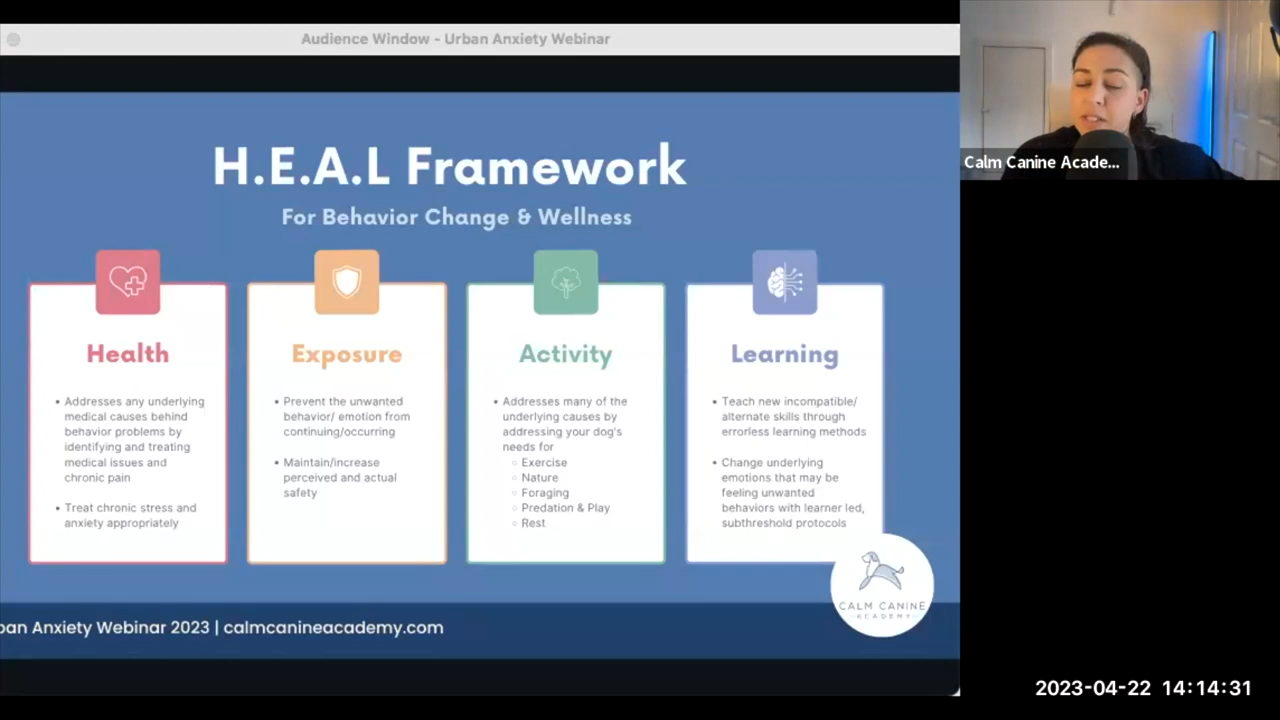 Audience Window - Urban Anxiety Webinar
H.E.A.L Framework
For Behavior Change & Wellness
Health
• Addresses any underlying
medical causes behind
behavior problems by
identifying and treating
medical issues and
chronic pain
• Treat chronic stress and
anxiety appropriately
Exposure
• Prevent the unwanted
behavior/ emotion from
continuing/occurring
• Maintain/increase
perceived and actual
safety
Activity
• Addresses many of the
underlying causes by
addressing your dog's
needs for
○ Exercise
○ Nature
○ Foraging
○ Predation & Play
○ Rest
Learning
• Teach new incompatible/
alternate skills through
errorless learning methods
• Change underlying
emotions that may be
feeling unwanted
behaviors with learner led,
subthreshold protocols
CALM CANINE
ACADEMY
ban Anxiety Webinar 2023 | calmcanineacademy.com
Calm Canine Acade...
2023-04-22 14:14:31